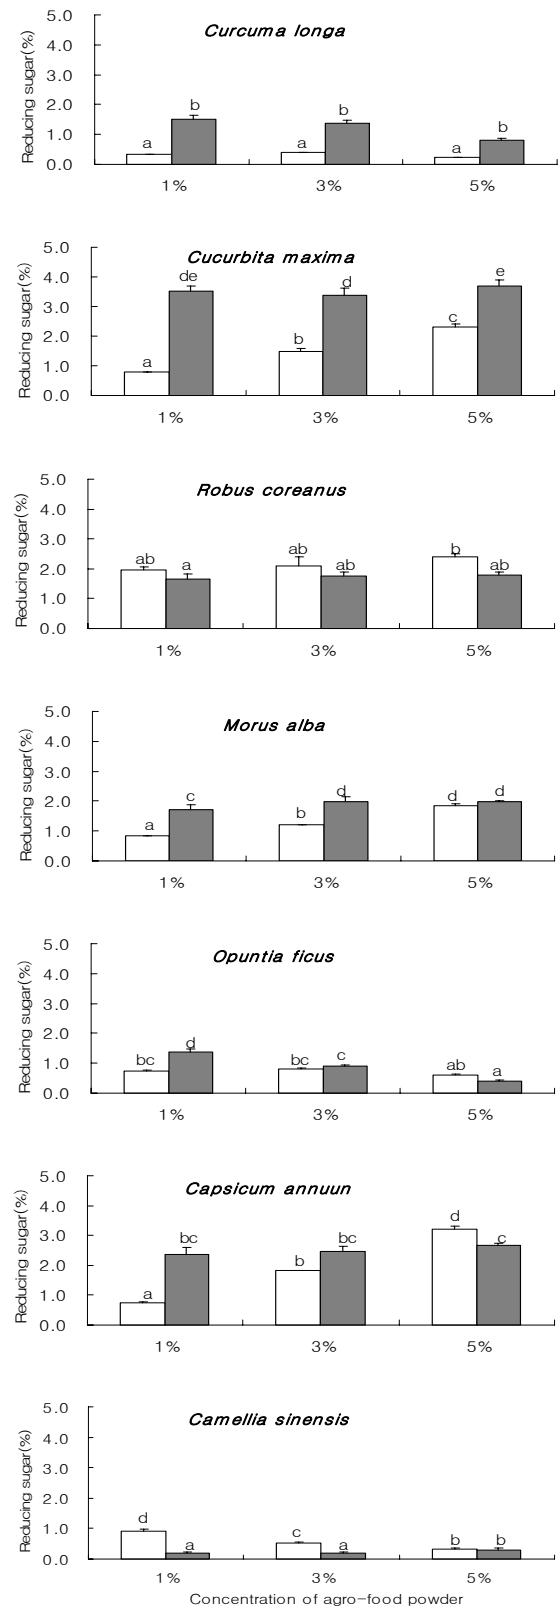 Curcuma longa
Reducing sugar(%)
5.0
4.0
3.0
2.0
1.0
0.0
a b a b a b
1% 3% 5%
Cucurbita maxima
Reducing sugar(%)
5.0
4.0
3.0
2.0
1.0
0.0
a de b d c e
1% 3% 5%
Robus coreanus
Reducing sugar(%)
5.0
4.0
3.0
2.0
1.0
0.0
ab a ab ab b ab
1% 3% 5%
Morus alba
Reducing sugar(%)
5.0
4.0
3.0
2.0
1.0
0.0
a c b d d d
1% 3% 5%
Opuntia ficus
Reducing sugar(%)
5.0
4.0
3.0
2.0
1.0
0.0
bc d bc c ab a
1% 3% 5%
Capsicum annuun
Reducing sugar(%)
5.0
4.0
3.0
2.0
1.0
0.0
a bc b bc d c
1% 3% 5%
Camellia sinensis
Reducing sugar(%)
5.0
4.0
3.0
2.0
1.0
0.0
d a c a b b
1% 3% 5%
Concentration of agro-food powder